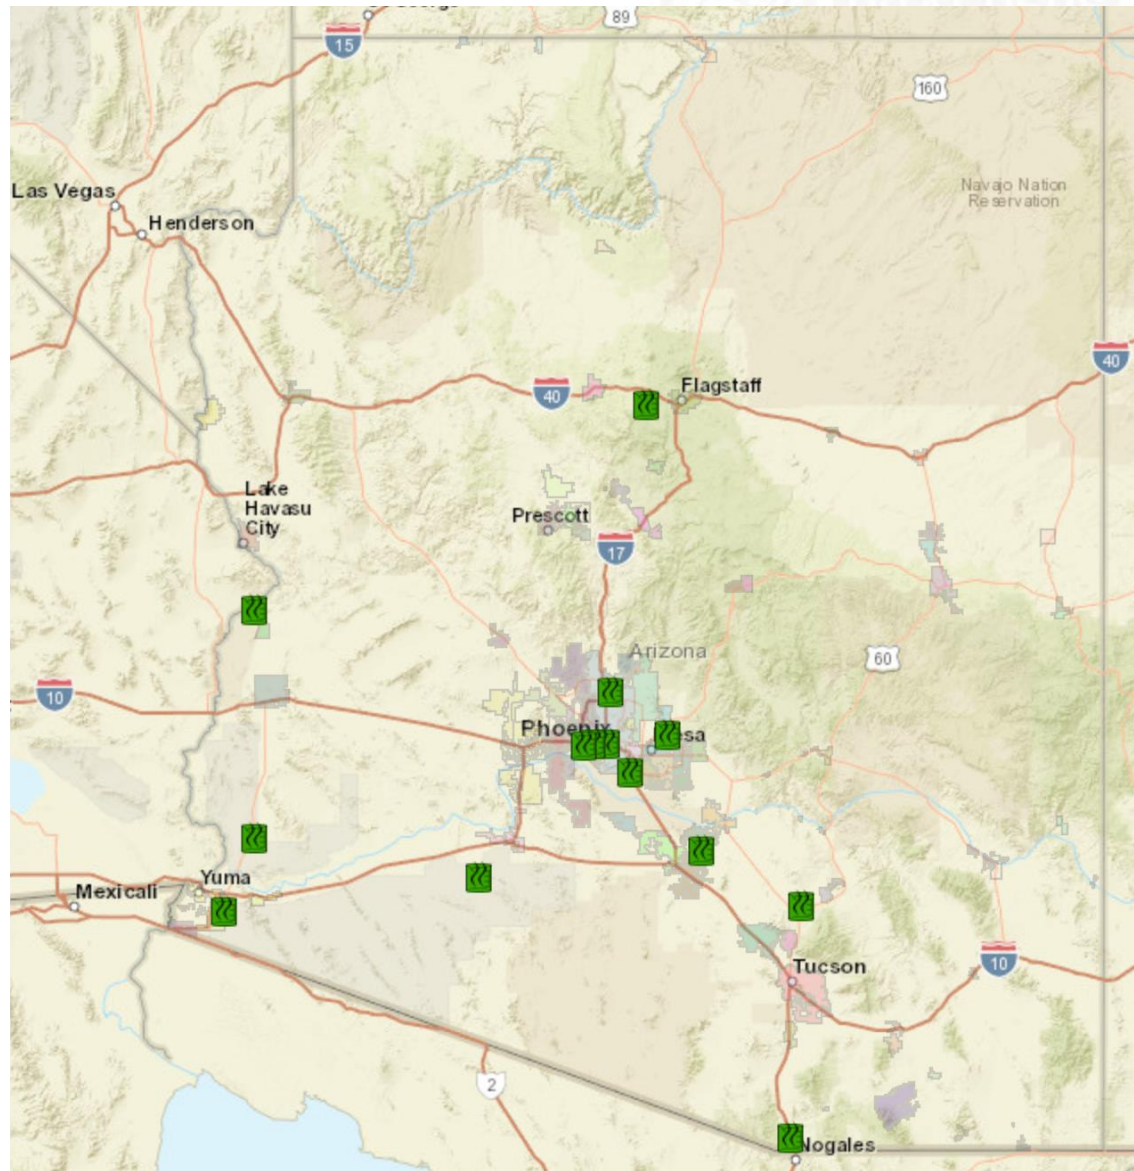 89
15
160
Las Vegas
Navajo Nation
Reservation
Henderson
40
40
Flagstaff
Lake
Havasu
City
Prescott
17
Arizona
60
10
Phoenix
Yuma
Mexicali
Tucson
10
2
Nogales